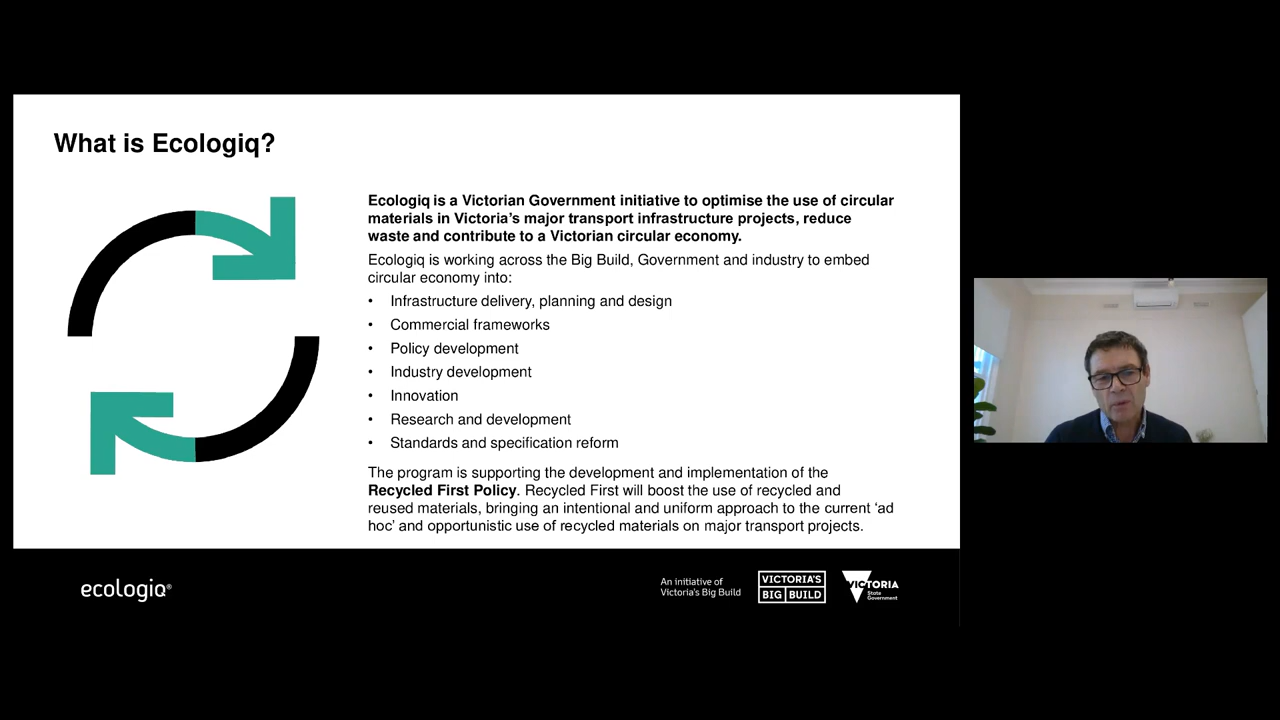 What is Ecologiq?
Ecologiq is a Victorian Government initiative to optimise the use of circular
materials in Victoria’s major transport infrastructure projects, reduce
waste and contribute to a Victorian circular economy.
Ecologiq is working across the Big Build, Government and industry to embed
circular economy into:
• Infrastructure delivery, planning and design
• Commercial frameworks
• Policy development
• Industry development
• Innovation
• Research and development
• Standards and specification reform
The program is supporting the development and implementation of the
Recycled First Policy. Recycled First will boost the use of recycled and
reused materials, bringing an intentional and uniform approach to the current ‘ad
hoc’ and opportunistic use of recycled materials on major transport projects.
ecologiq®
An initiative of
Victoria's Big Build
VICTORIA'S
BIG BUILD
VICTORIA
State
Government